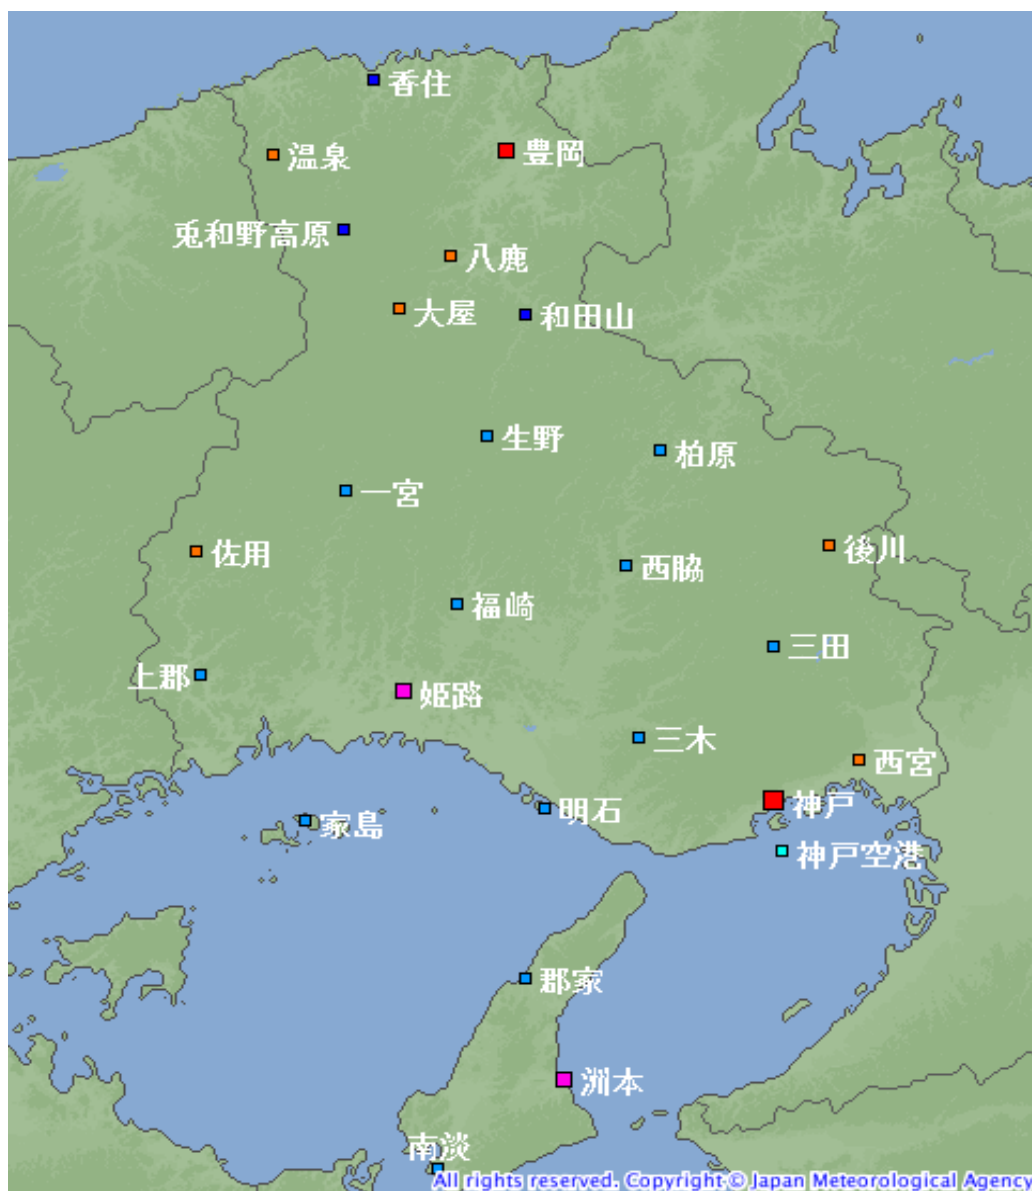 香住
温泉
豊岡
兎和野高原
八鹿
大屋
和田山
生野
柏原
一宮
佐用
後川
西脇
福崎
三田
上郡
姫路
三木
西宮
神戸
明石
家島
神戸空港
郡家
洲本
南淡
All rights reserved. Copyright © Japan Meteorological Agency